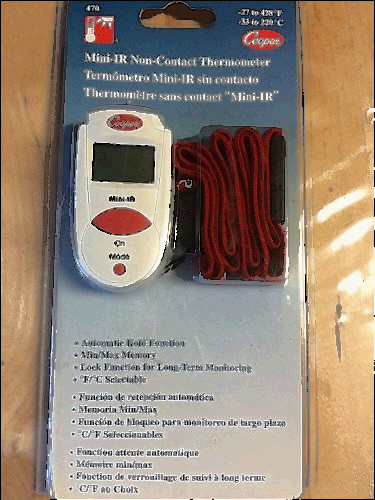 470
-27 to 428°F
-33 to 220°C
Cooper
Mini-IR Non-Contact Thermometer
Termómetro Mini-IR sin contacto
Thermomètre sans contact "Mini-IR"
Cooper
Mini-IR
On
Mode
• Automatic Hold Function
• Min/Max Memory
• Lock Function for Long-Term Monitoring
• °F/°C Selectable
• Función de retención automática
• Memoria Min/Max
• Función de bloqueo para monitoreo de largo plazo
• °C/°F Seleccionables
• Fonction attente automatique
• Mémoire min/max
• Fonction de verrouillage de suivi à long terme
• °C/°F au Choix